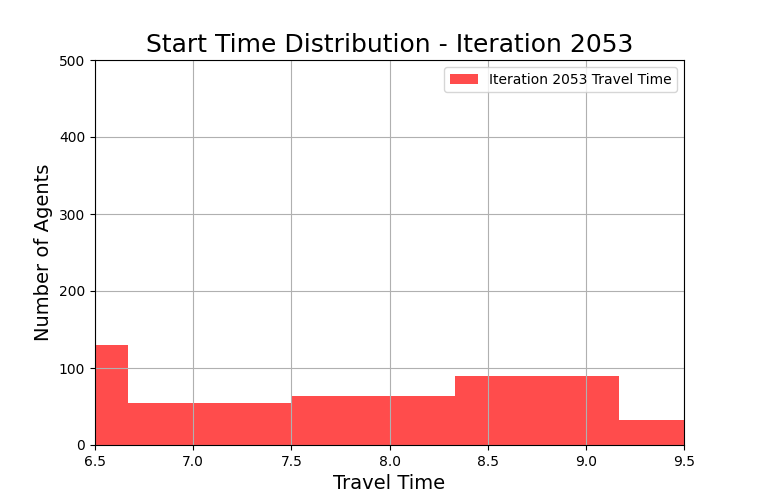 Start Time Distribution - Iteration 2053
Iteration 2053 Travel Time
Number of Agents
500
400
300
200
100
0
6.5 7.0 7.5 8.0 8.5 9.0 9.5
Travel Time